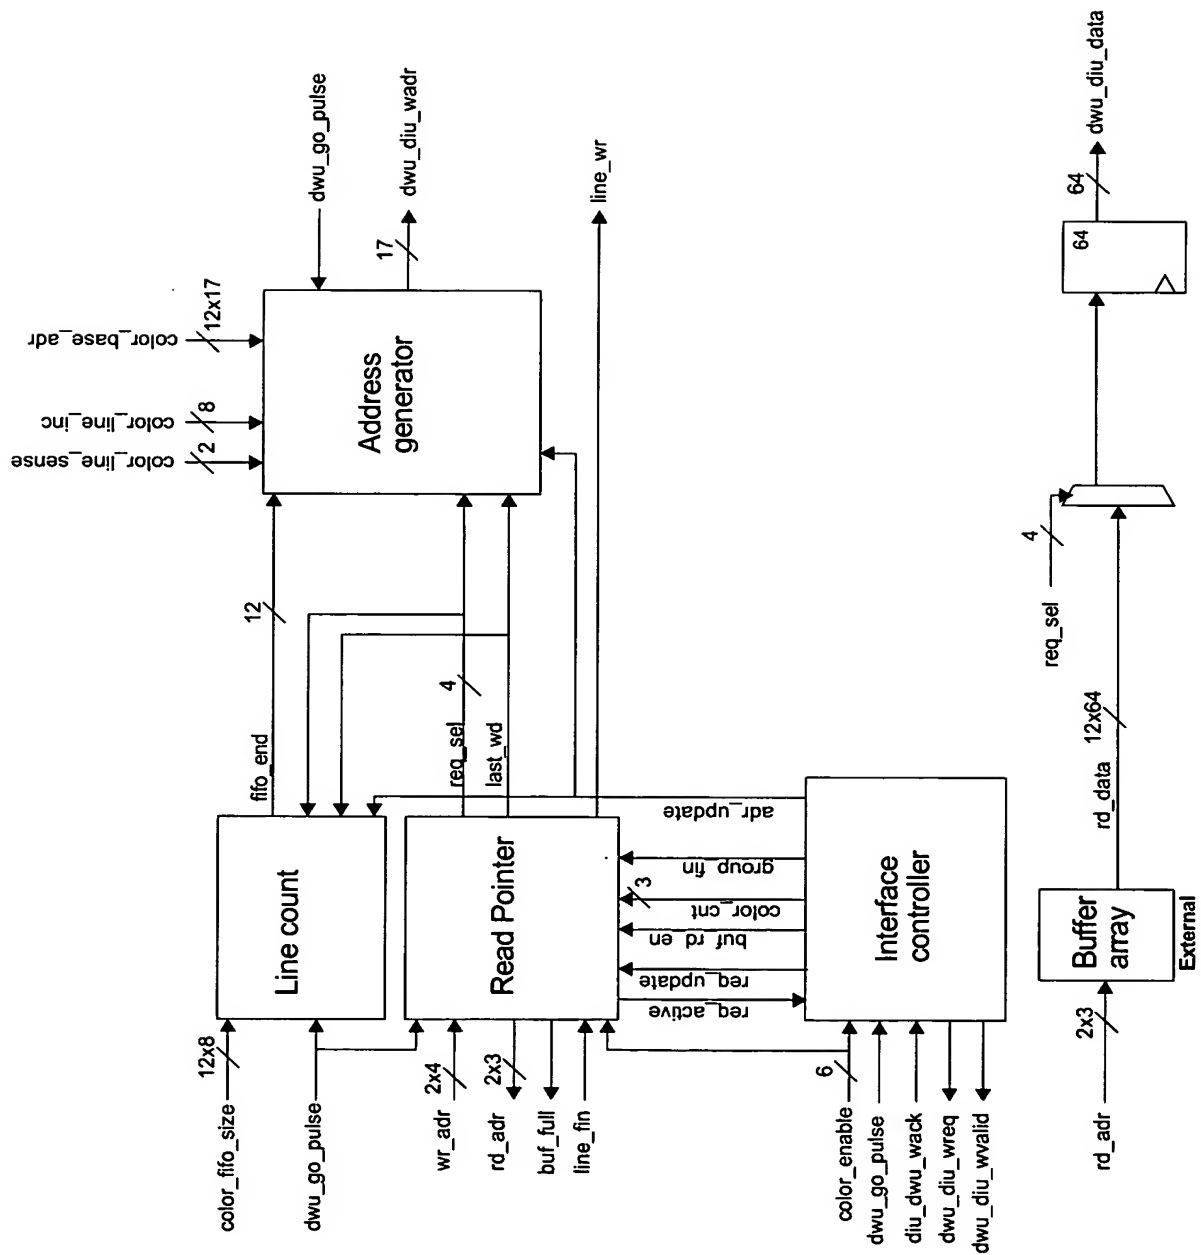 dwu_go_pulse
dwu_diu_wadr
17
line_wr
dwu_diu_data
64
64
color_base_adr
12x17
color_line_inc
8
color_line_sense
2
Address
generator
req_sel
4
12
fifo_end
4
req_sel
last_wd
rd_data
12x64
Line count
Read Pointer
adr_update
group_fin
color_cnt
3
buf_rd_en
req_update
req_active
Interface
controller
Buffer
array
External
color_fifo_size
12x8
dwu_go_pulse
wr_adr
2x4
rd_adr
2x3
buf_full
line_fin
color_enable
6
dwu_go_pulse
diu_dwu_wack
dwu_diu_wreq
dwu_diu_wvalid
rd_adr
2x3